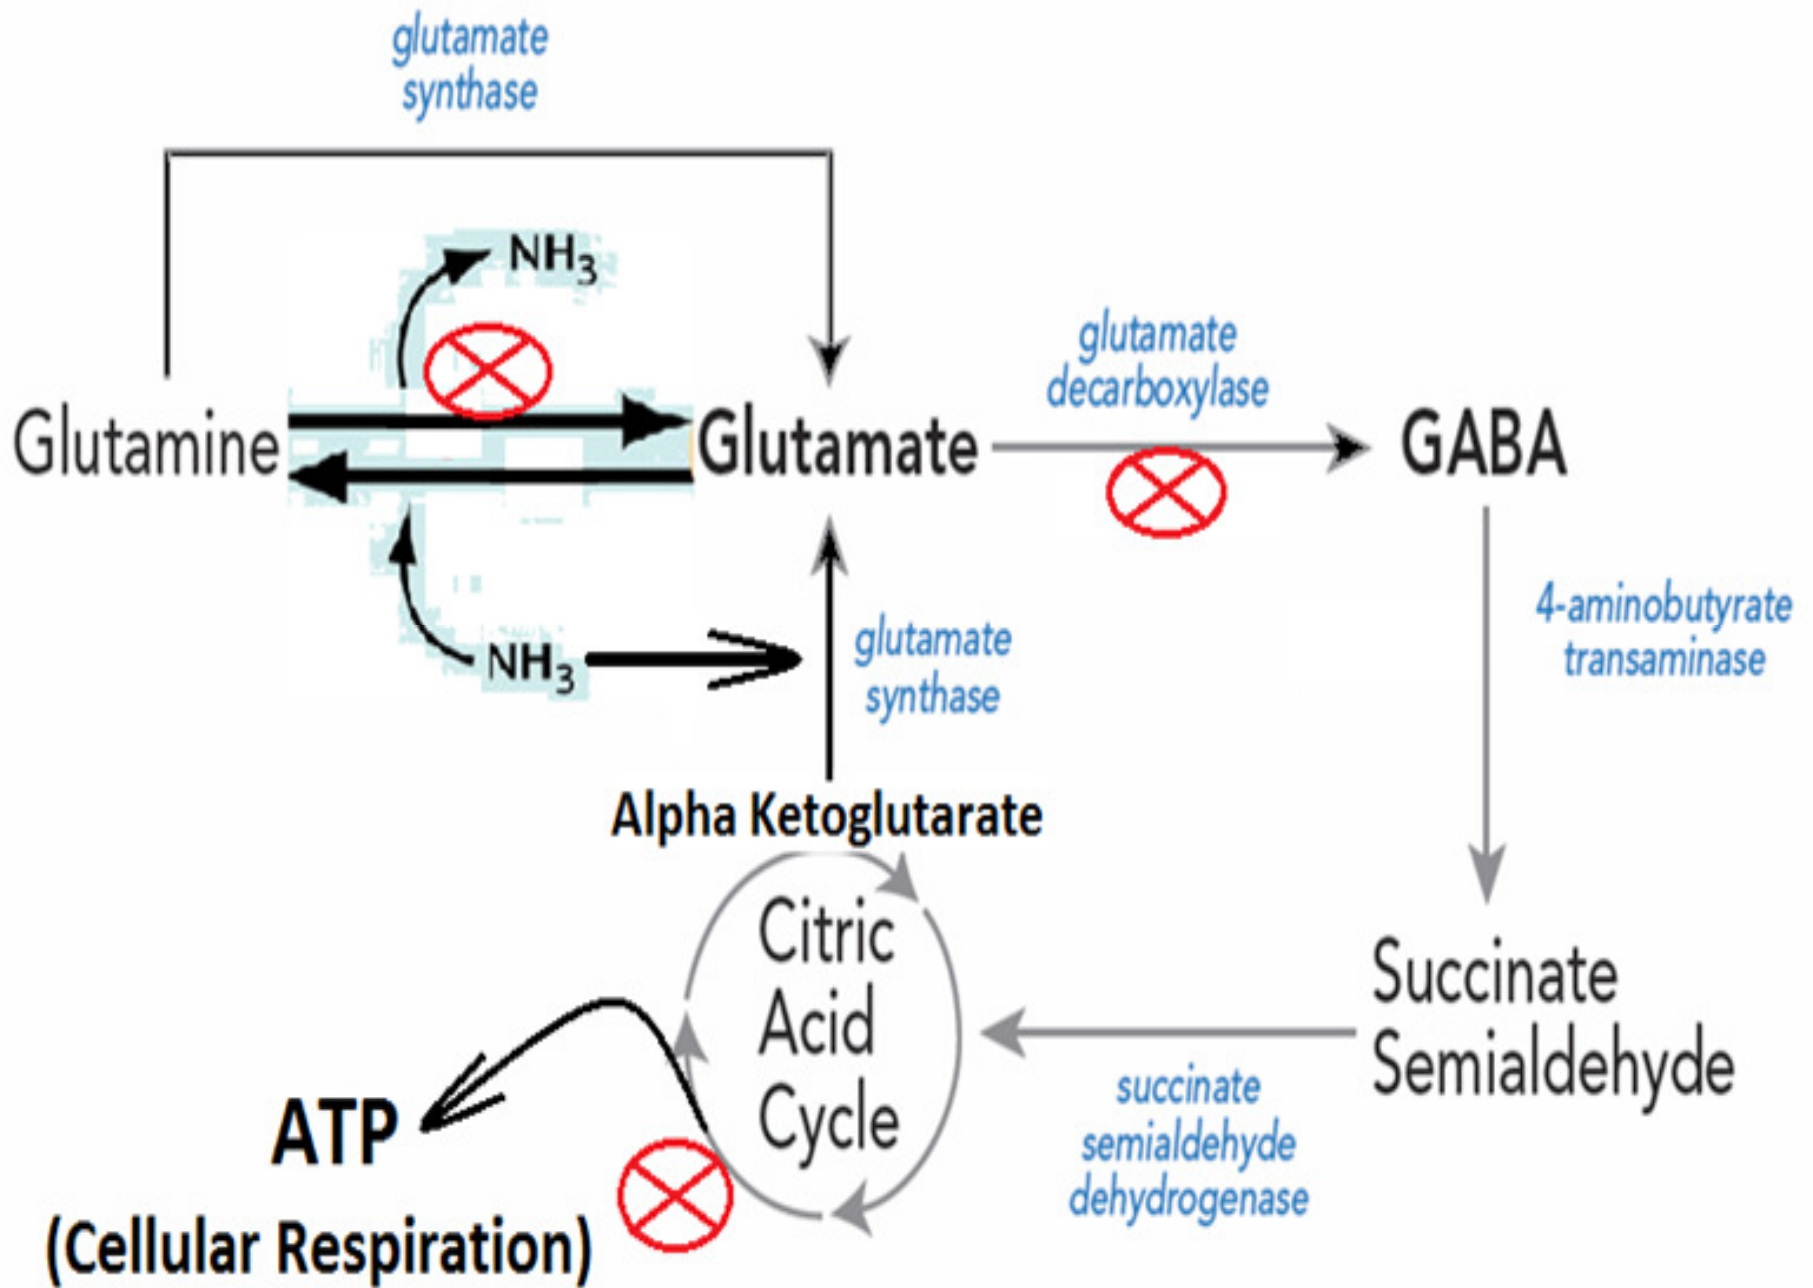 glutamate
synthase
NH3
glutamate
decarboxylase
Glutamine
Glutamate
GABA
4-aminobutyrate
transaminase
NH3
glutamate
synthase
Alpha Ketoglutarate
Citric
Acid
Cycle
Succinate
Semialdehyde
succinate
semialdehyde
dehydrogenase
ATP
(Cellular Respiration)